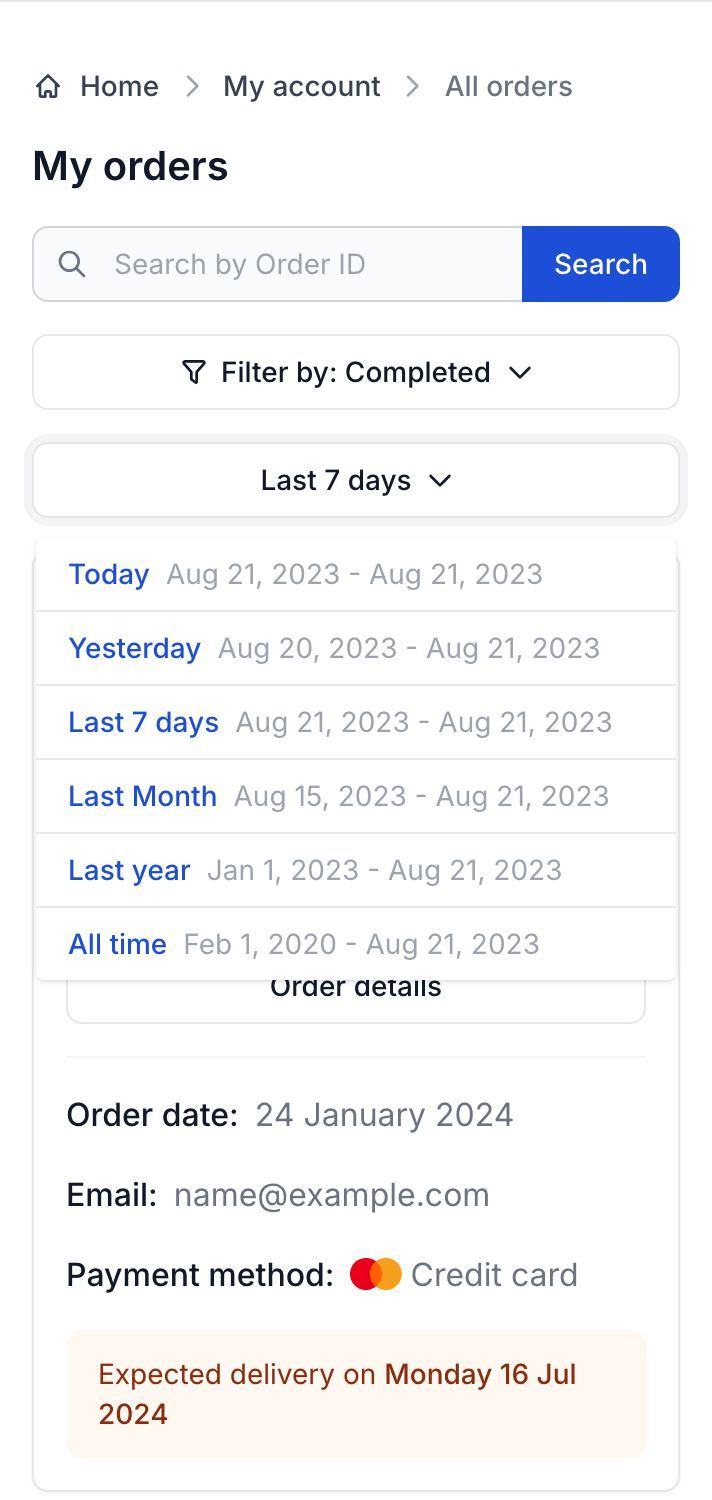 Home > My account > All orders
My orders
Search by Order ID Search
Filter by: Completed
Last 7 days
Today Aug 21, 2023 - Aug 21, 2023
Yesterday Aug 20, 2023 - Aug 21, 2023
Last 7 days Aug 21, 2023 - Aug 21, 2023
Last Month Aug 15, 2023 - Aug 21, 2023
Last year Jan 1, 2023 - Aug 21, 2023
All time Feb 1, 2020 - Aug 21, 2023
Order details
Order date: 24 January 2024
Email: name@example.com
Payment method: Credit card
Expected delivery on Monday 16 Jul
2024